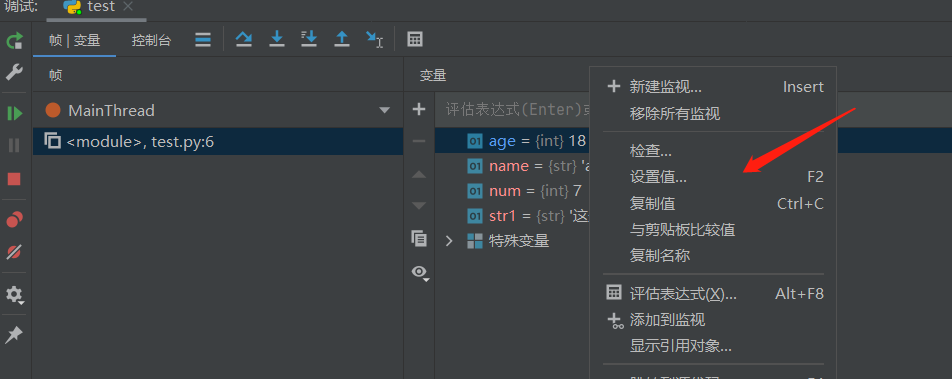 调试: test
帧 | 变量 控制台
帧 变量
MainThread
<module>, test.py:6
评估表达式(Enter)或
age = {int} 18
name = {str} 'a
num = {int} 7
str1 = {str} '这
特殊变量
新建监视... Insert
移除所有监视
检查...
设置值... F2
复制值 Ctrl+C
与剪贴板比较值
复制名称
评估表达式(X)... Alt+F8
添加到监视
显示引用对象...